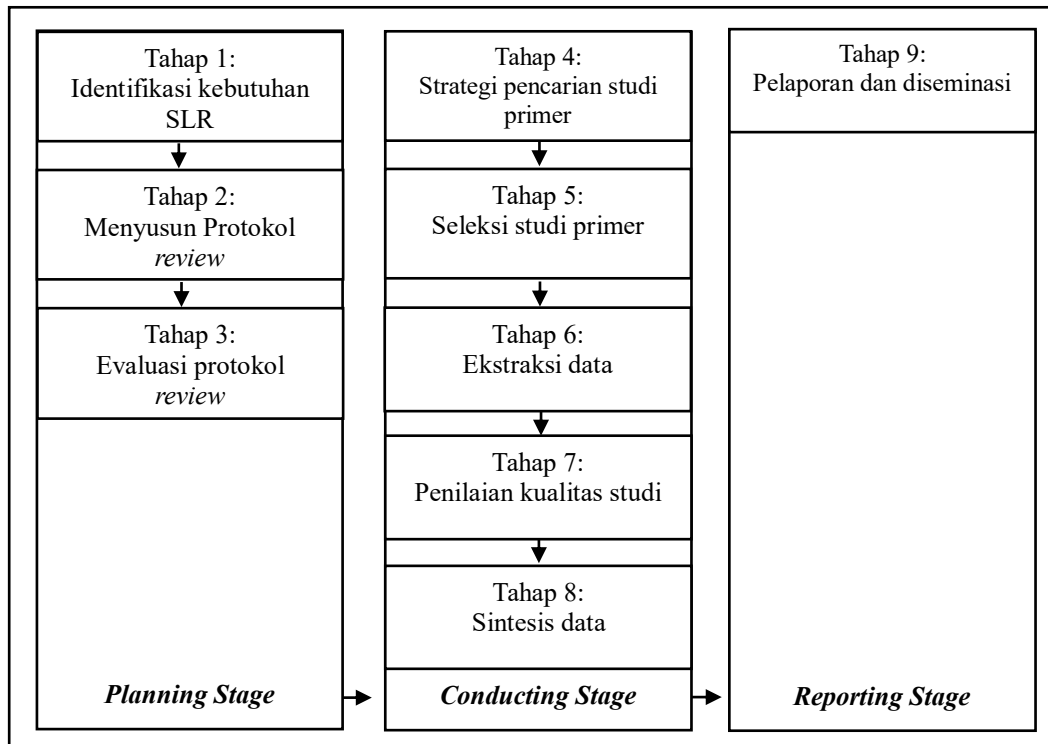 Tahap 1:
Identifikasi kebutuhan
SLR
Tahap 2:
Menyusun Protokol
review
Tahap 3:
Evaluasi protokol
review
Planning Stage
Tahap 4:
Strategi pencarian studi
primer
Tahap 5:
Seleksi studi primer
Tahap 6:
Ekstraksi data
Tahap 7:
Penilaian kualitas studi
Tahap 8:
Sintesis data
Conducting Stage
Tahap 9:
Pelaporan dan diseminasi
Reporting Stage